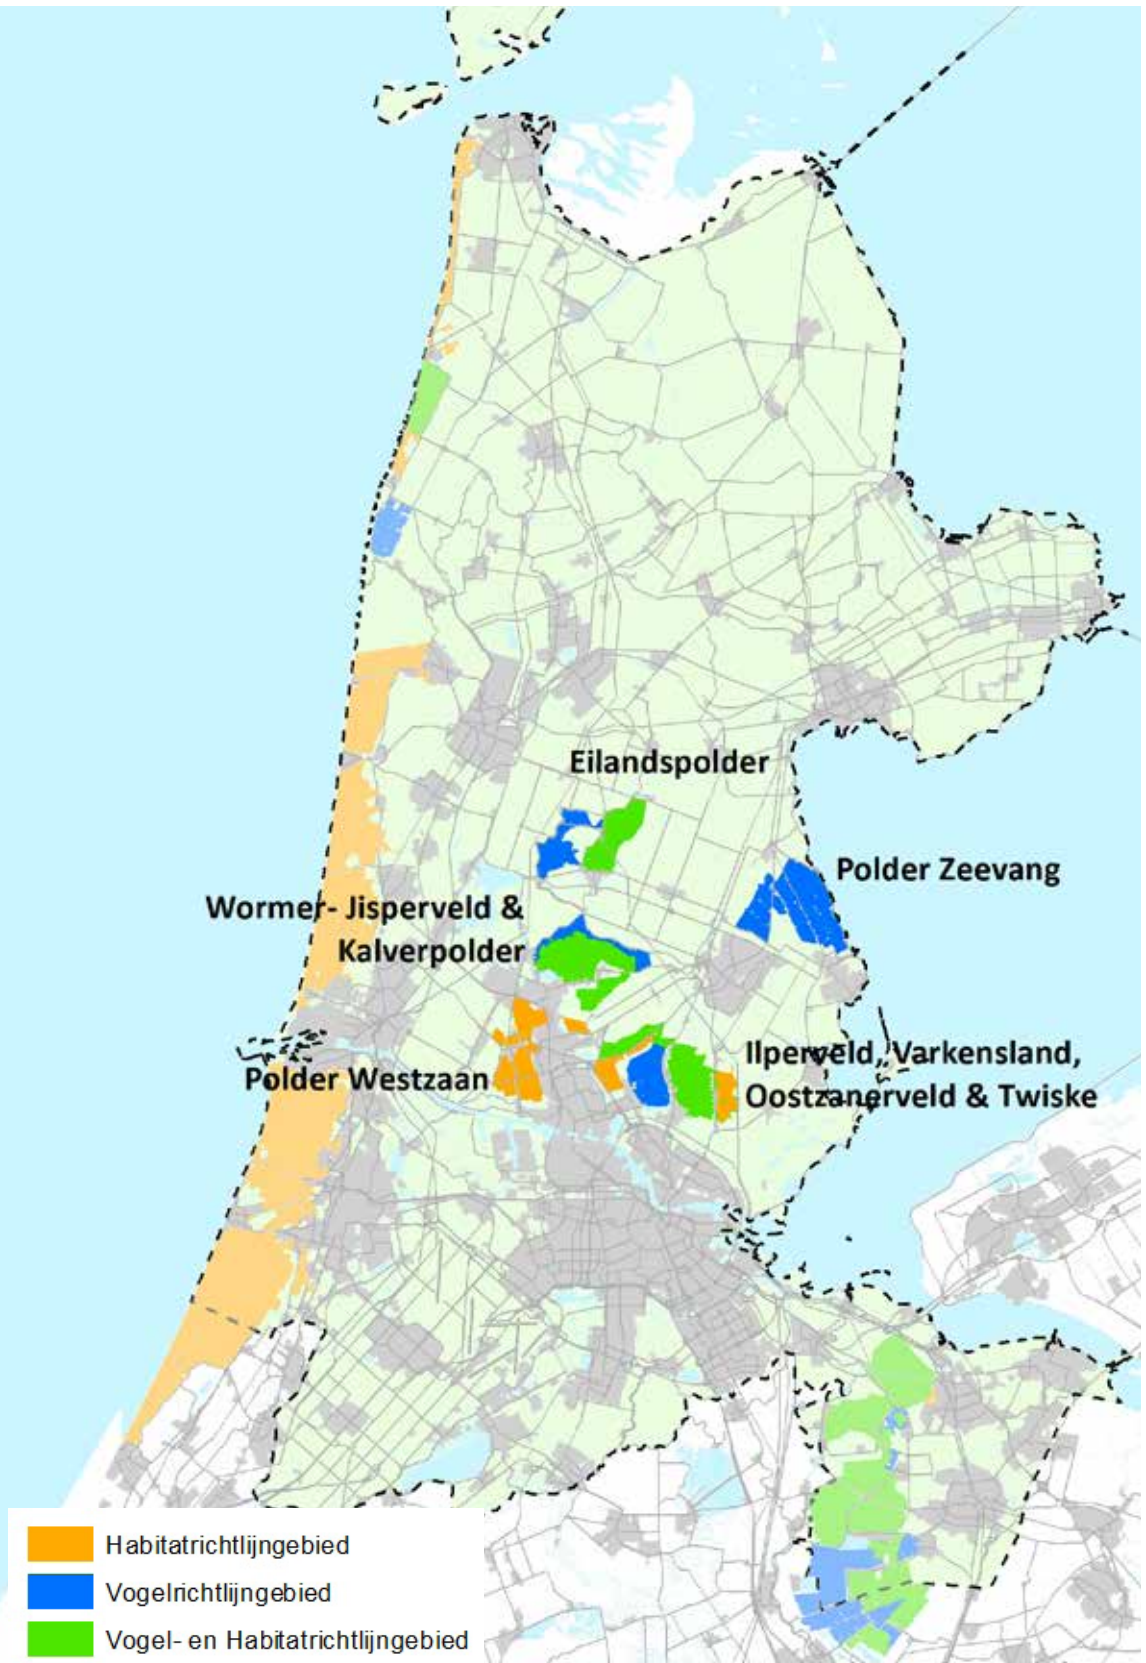 Eilandspolder
Polder Zeevang
Wormer- Jisperveld &
Kalverpolder
Ilperveld, Varkensland,
Oostzanerveld & Twiske
Polder Westzaan
Habitatrichtlijngebied
Vogelrichtlijngebied
Vogel- en Habitatrichtlijngebied